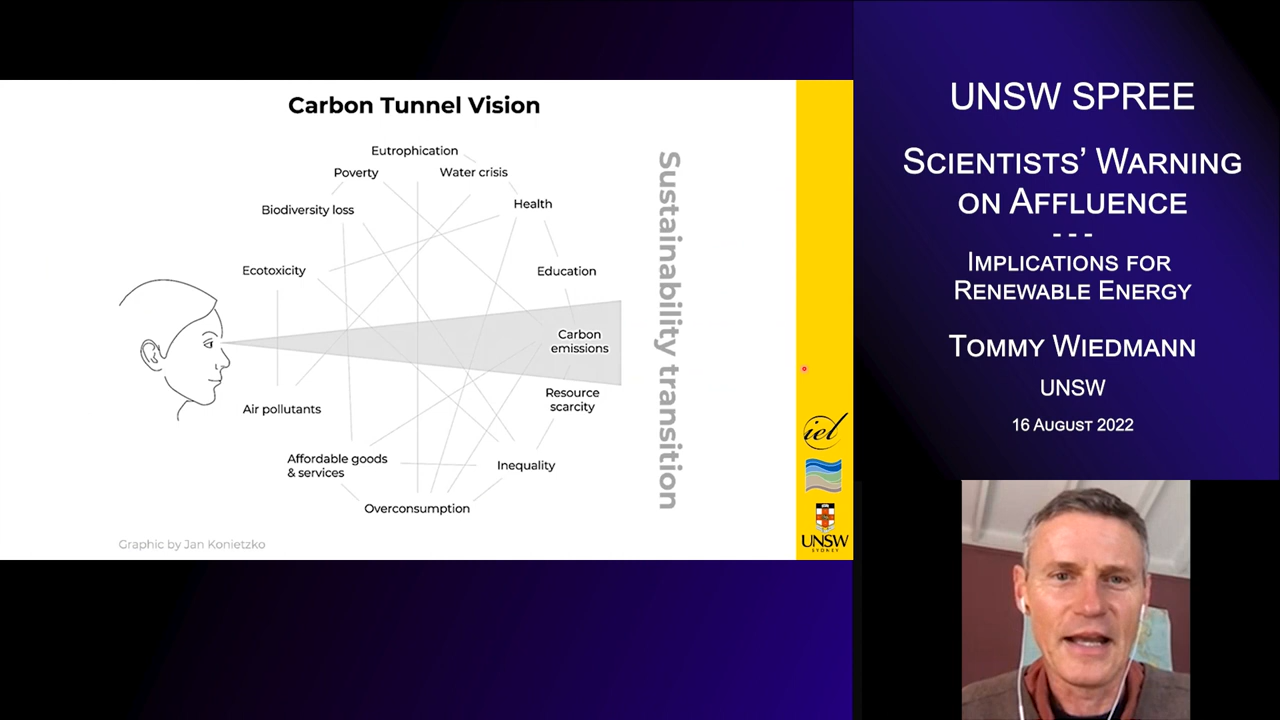 Carbon Tunnel Vision
Eutrophication
Poverty
Water crisis
Biodiversity loss
Health
Ecotoxicity
Education
Carbon
emissions
Resource
scarcity
Air pollutants
Affordable goods
& services
Inequality
Overconsumption
Sustainability transition
Graphic by Jan Konietzko
iel
UNSW
SYDNEY
UNSW SPREE
Scientists' Warning
on Affluence
---
Implications for
Renewable Energy
Tommy Wiedmann
UNSW
16 August 2022